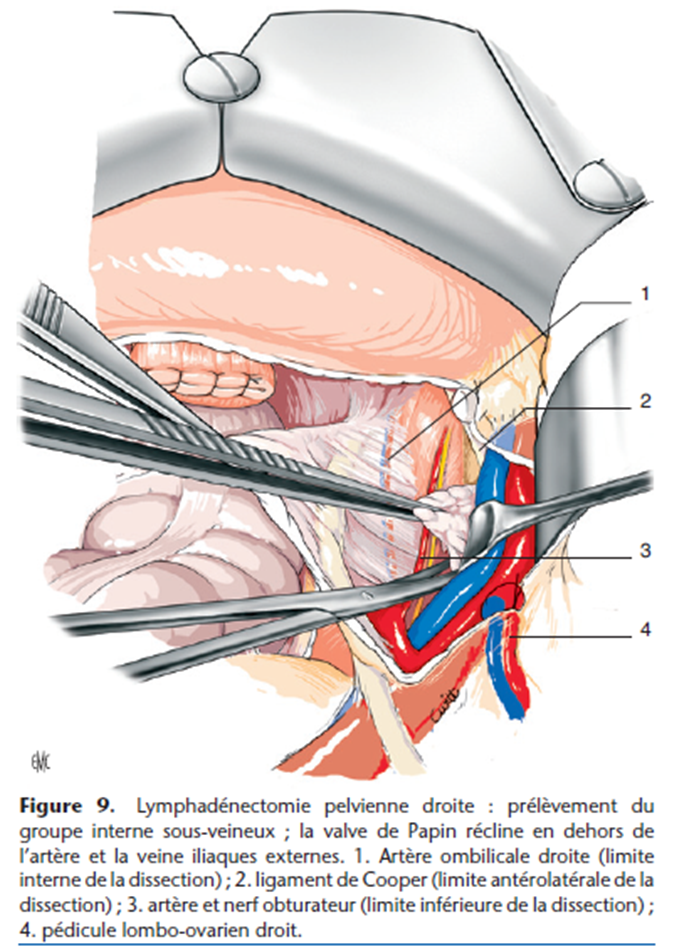 1
2
3
4
EMC
Figure 9. Lymphadénectomie pelvienne droite : prélèvement du
groupe interne sous-veineux ; la valve de Papin récline en dehors de
l'artère et la veine iliaques externes. 1. Artère ombilicale droite (limite
interne de la dissection) ; 2. ligament de Cooper (limite antérolatérale de la
dissection) ; 3. artère et nerf obturateur (limite inférieure de la dissection) ;
4. pédicule lombo-ovarien droit.